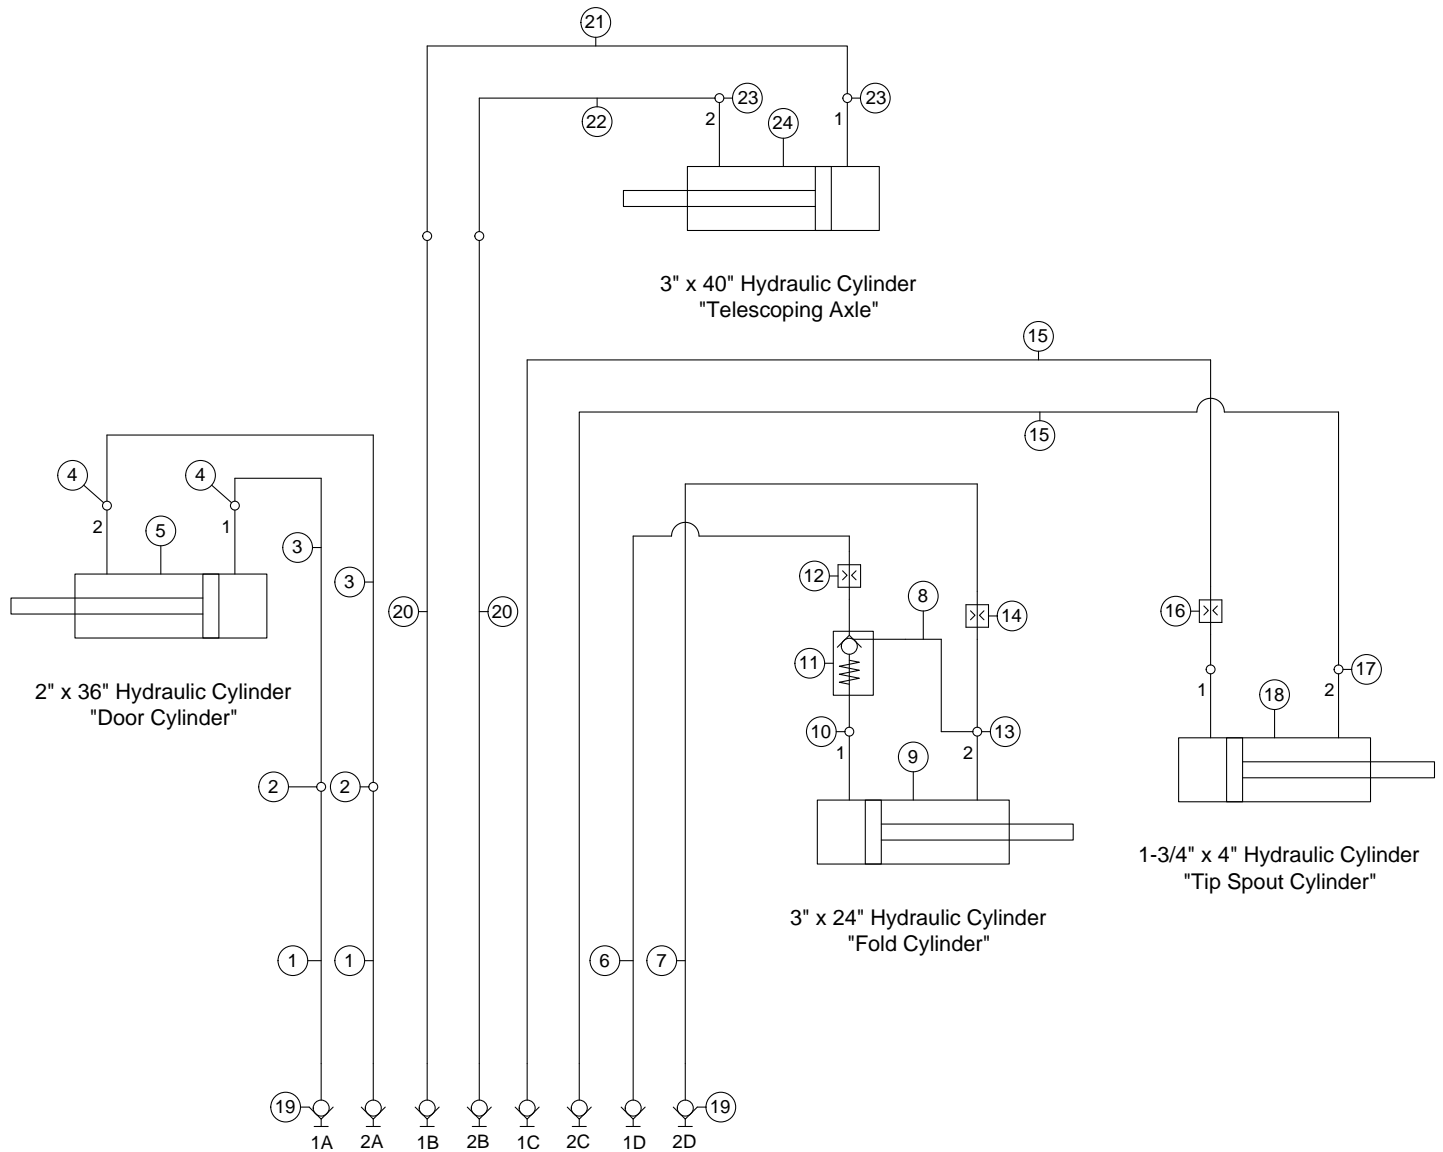 21
23
23
22
2
24
1
3" x 40" Hydraulic Cylinder
"Telescoping Axle"
15
15
4
4
2
1
5
3
3
12
8
14
20
20
16
11
10
1
13
2
9
1
17
2
18
2" x 36" Hydraulic Cylinder
"Door Cylinder"
2
2
1-3/4" x 4" Hydraulic Cylinder
"Tip Spout Cylinder"
3" x 24" Hydraulic Cylinder
"Fold Cylinder"
1
1
6
7
19
19
1A
2A
1B
2B
1C
2C
1D
2D